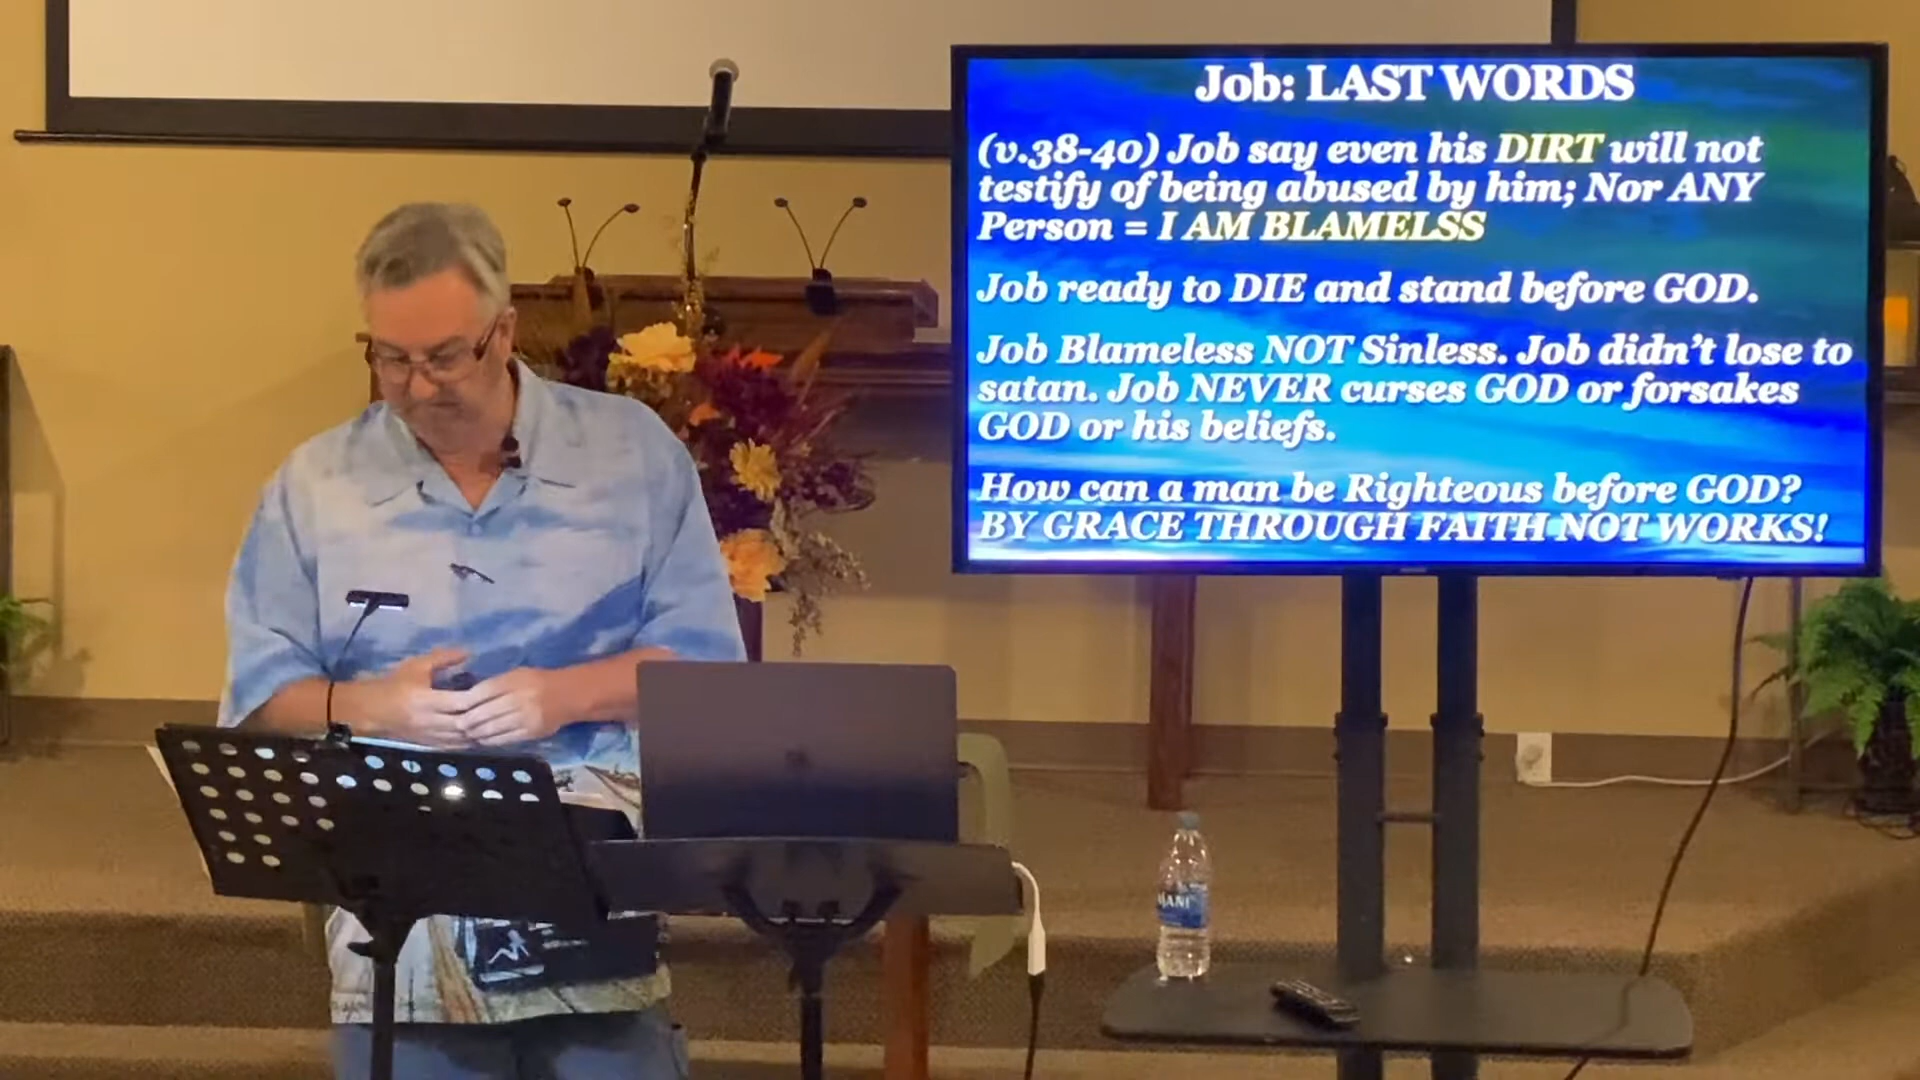 Job: LAST WORDS
(v.38-40) Job say even his DIRT will not
testify of being abused by him; Nor ANY
Person = I AM BLAMELSS
Job ready to DIE and stand before GOD.
Job Blameless NOT Sinless. Job didn't lose to
satan. Job NEVER curses GOD or forsakes
GOD or his beliefs.
How can a man be Righteous before GOD?
BY GRACE THROUGH FAITH NOT WORKS!